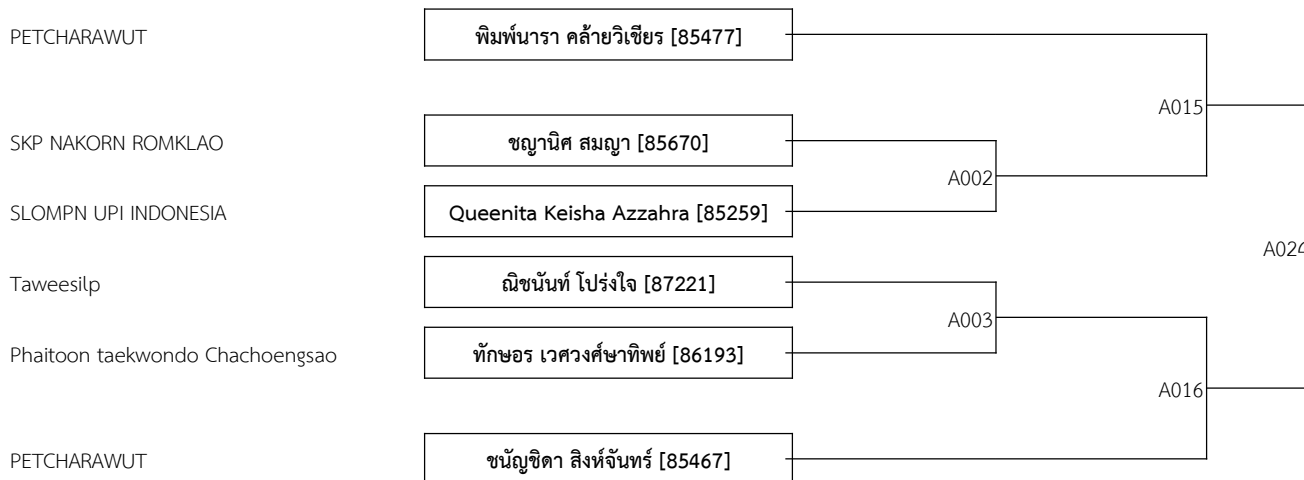 PETCHARAWUT พิมพ์นารา คล้ายวิเชียร [85477]
A015
SKP NAKORN ROMKLAO ชญานิศ สมญา [85670]
A002
SLOMPN UPI INDONESIA Queenita Keisha Azzahra [85259]
A024
Taweesilp ณิชนันท์ โปร่งใจ [87221]
A003
Phaitoon taekwondo Chachoengsao ทักษอร เวศวงศ์ษาทิพย์ [86193]
A016
PETCHARAWUT ชนัญชิดา สิงห์จันทร์ [85467]